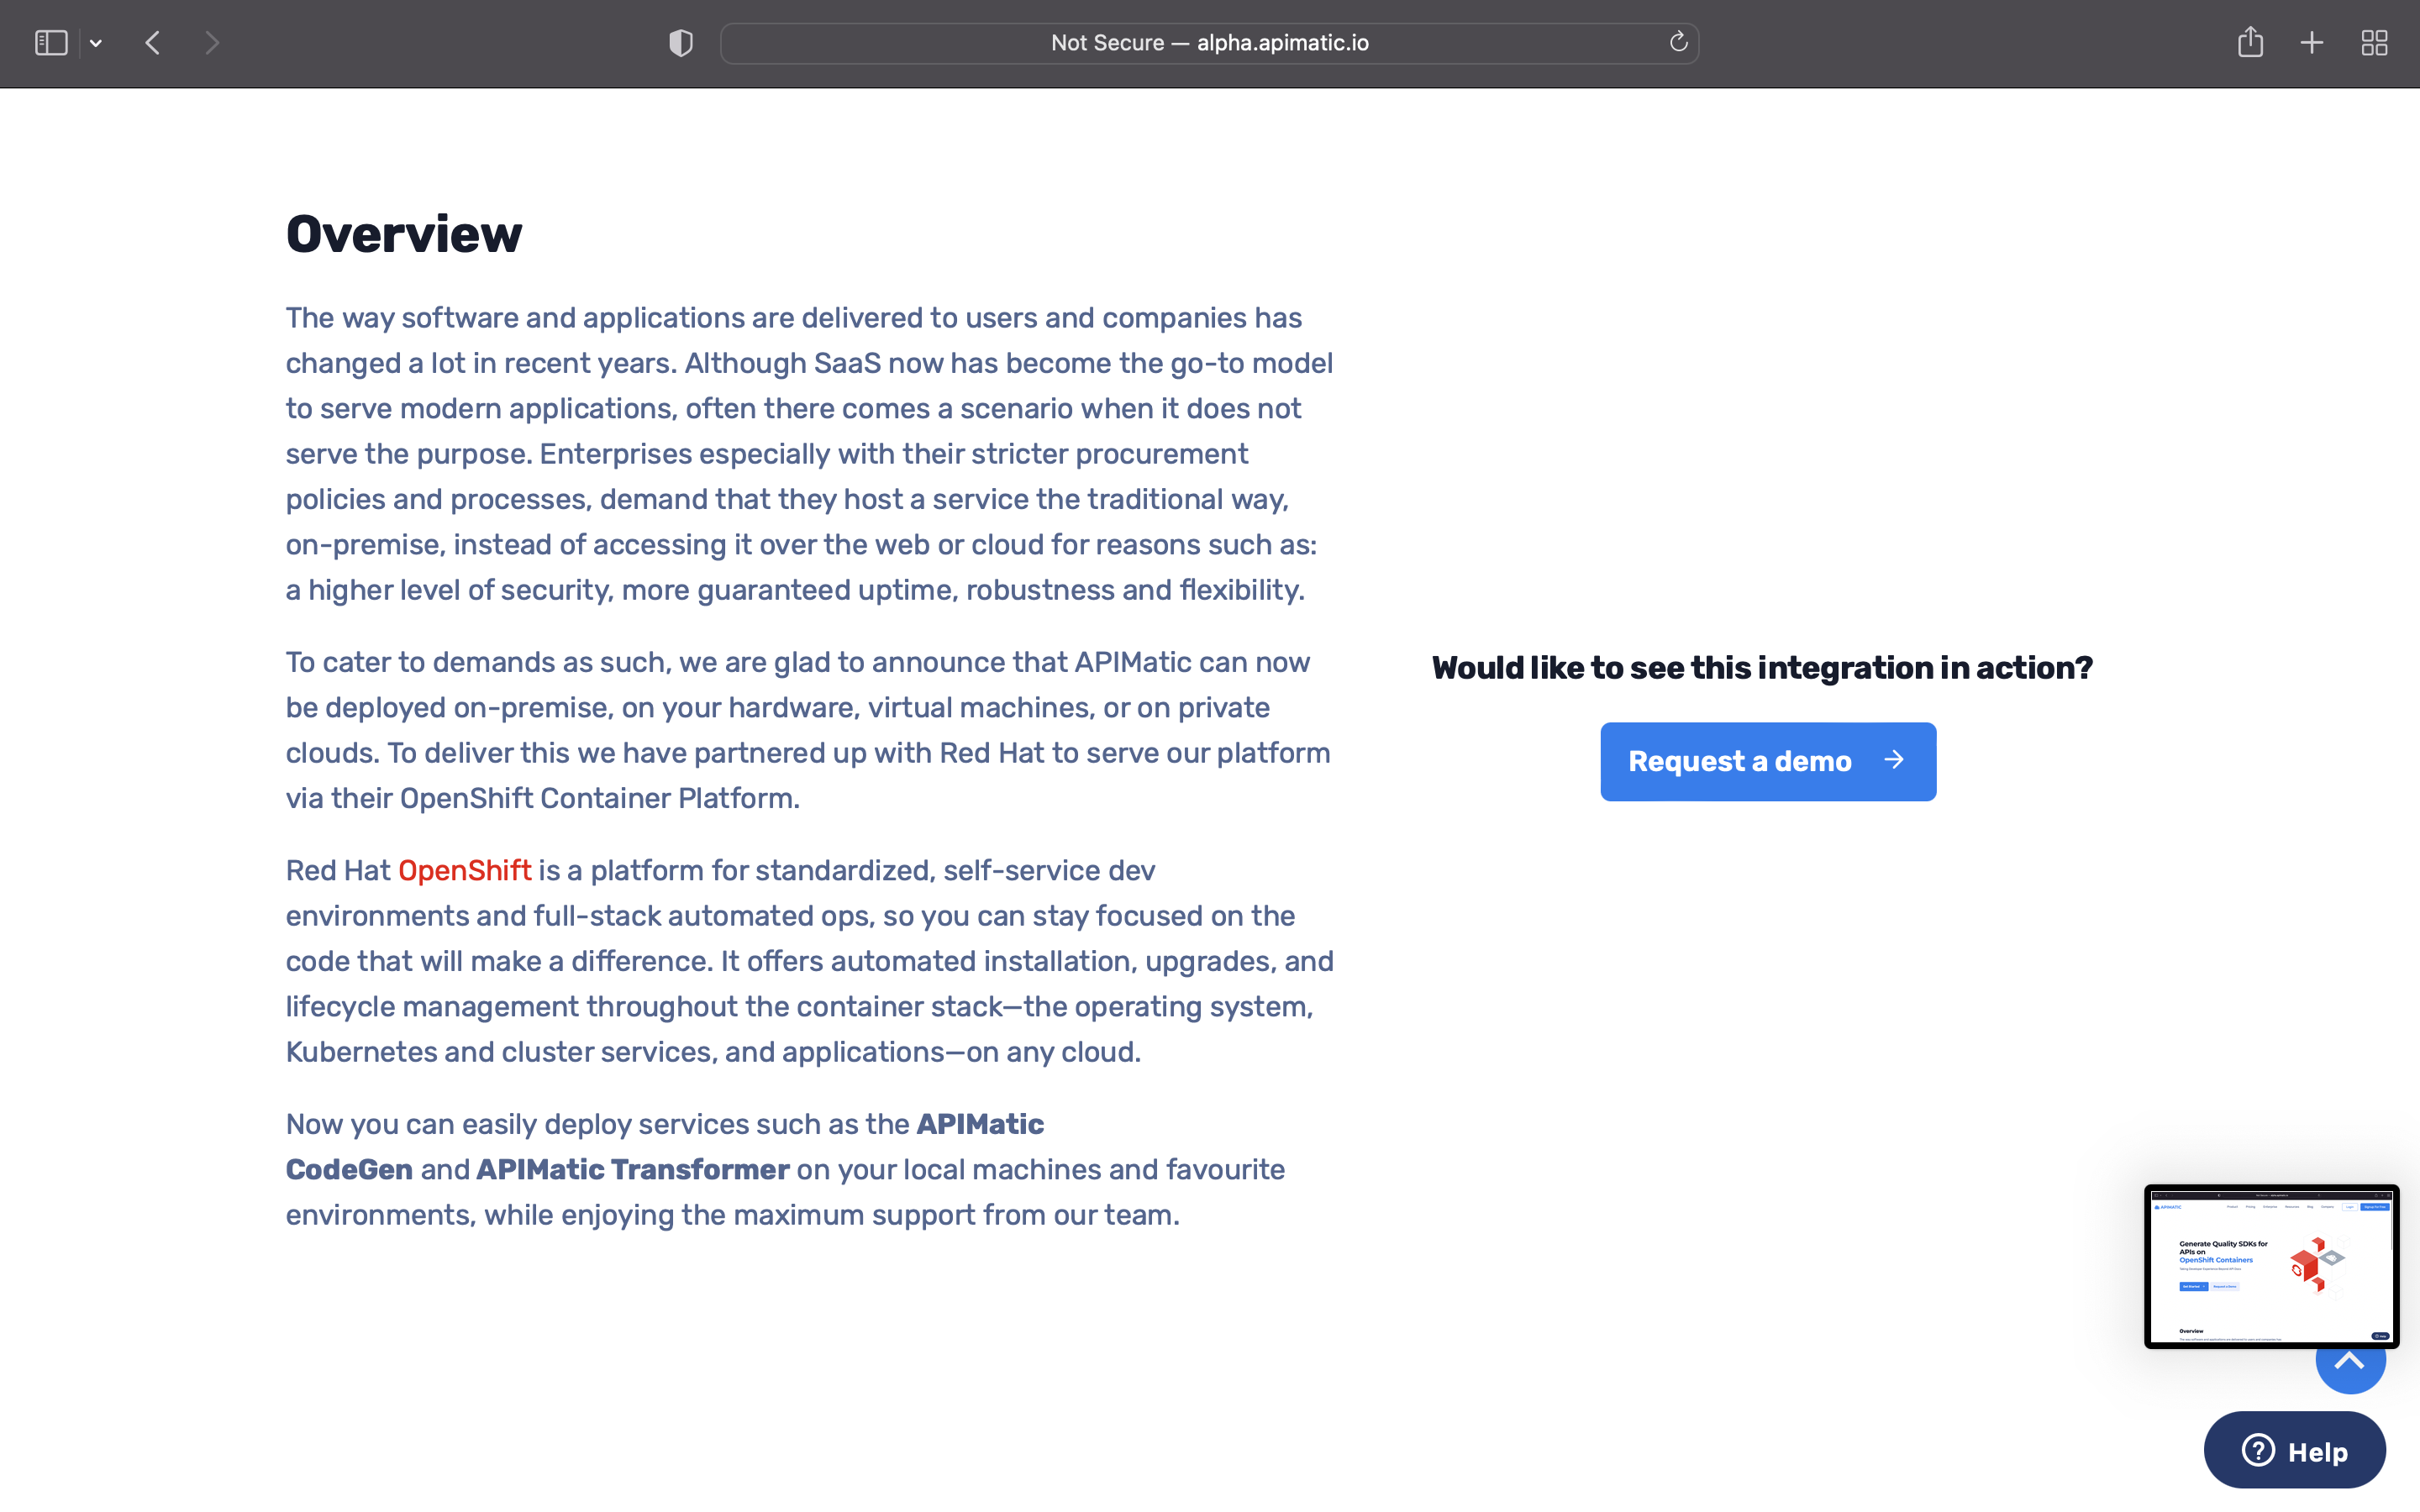 Not Secure — alpha.apimatic.io
Overview
The way software and applications are delivered to users and companies has
changed a lot in recent years. Although SaaS now has become the go-to model
to serve modern applications, often there comes a scenario when it does not
serve the purpose. Enterprises especially with their stricter procurement
policies and processes, demand that they host a service the traditional way,
on-premise, instead of accessing it over the web or cloud for reasons such as:
a higher level of security, more guaranteed uptime, robustness and flexibility.
To cater to demands as such, we are glad to announce that APIMatic can now
be deployed on-premise, on your hardware, virtual machines, or on private
clouds. To deliver this we have partnered up with Red Hat to serve our platform
via their OpenShift Container Platform.
Red Hat OpenShift is a platform for standardized, self-service dev
environments and full-stack automated ops, so you can stay focused on the
code that will make a difference. It offers automated installation, upgrades, and
lifecycle management throughout the container stack—the operating system,
Kubernetes and cluster services, and applications—on any cloud.
Now you can easily deploy services such as the APIMatic
CodeGen and APIMatic Transformer on your local machines and favourite
environments, while enjoying the maximum support from our team.
Would like to see this integration in action?
Request a demo
APIMATIC
Generate Quality SDKs for
APIs on
OpenShift Containers
Overview
Help